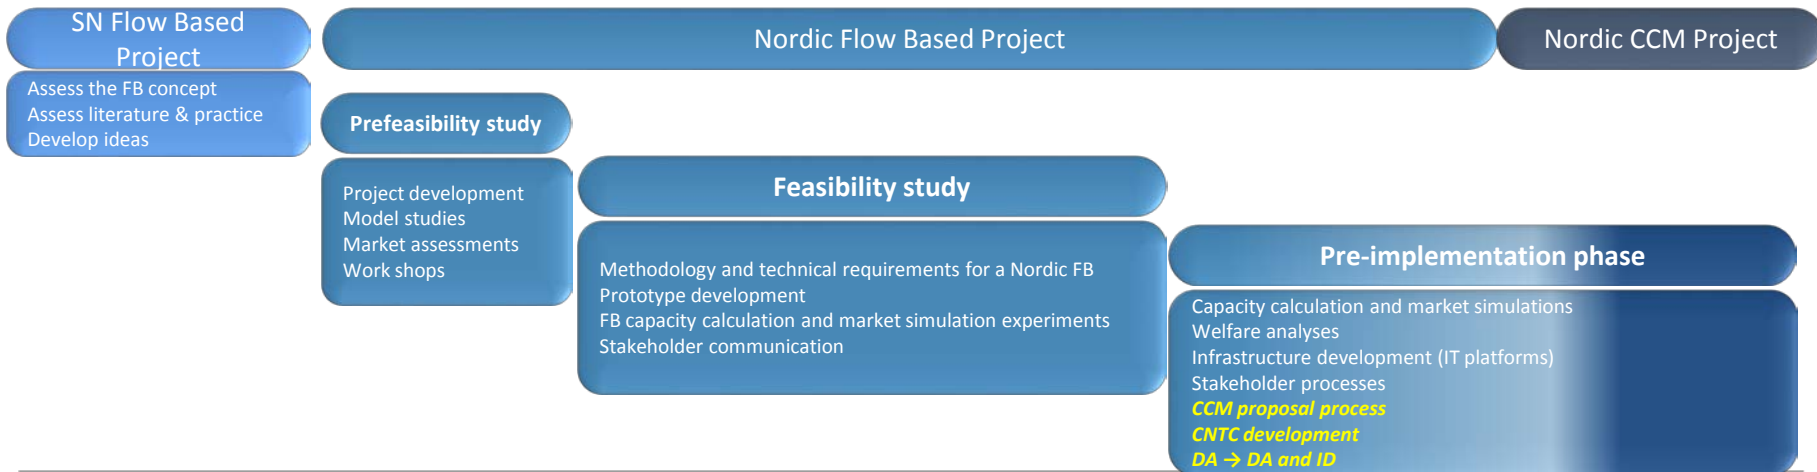 SN Flow Based
Project
Nordic Flow Based Project
Nordic CCM Project
Assess the FB concept
Assess literature & practice
Develop ideas
Prefeasibility study
Project development
Model studies
Market assessments
Work shops
Feasibility study
Methodology and technical requirements for a Nordic FB
Prototype development
FB capacity calculation and market simulation experiments
Stakeholder communication
Pre-implementation phase
Capacity calculation and market simulations
Welfare analyses
Infrastructure development (IT platforms)
Stakeholder processes
CCM proposal process
CNTC development
DA → DA and ID